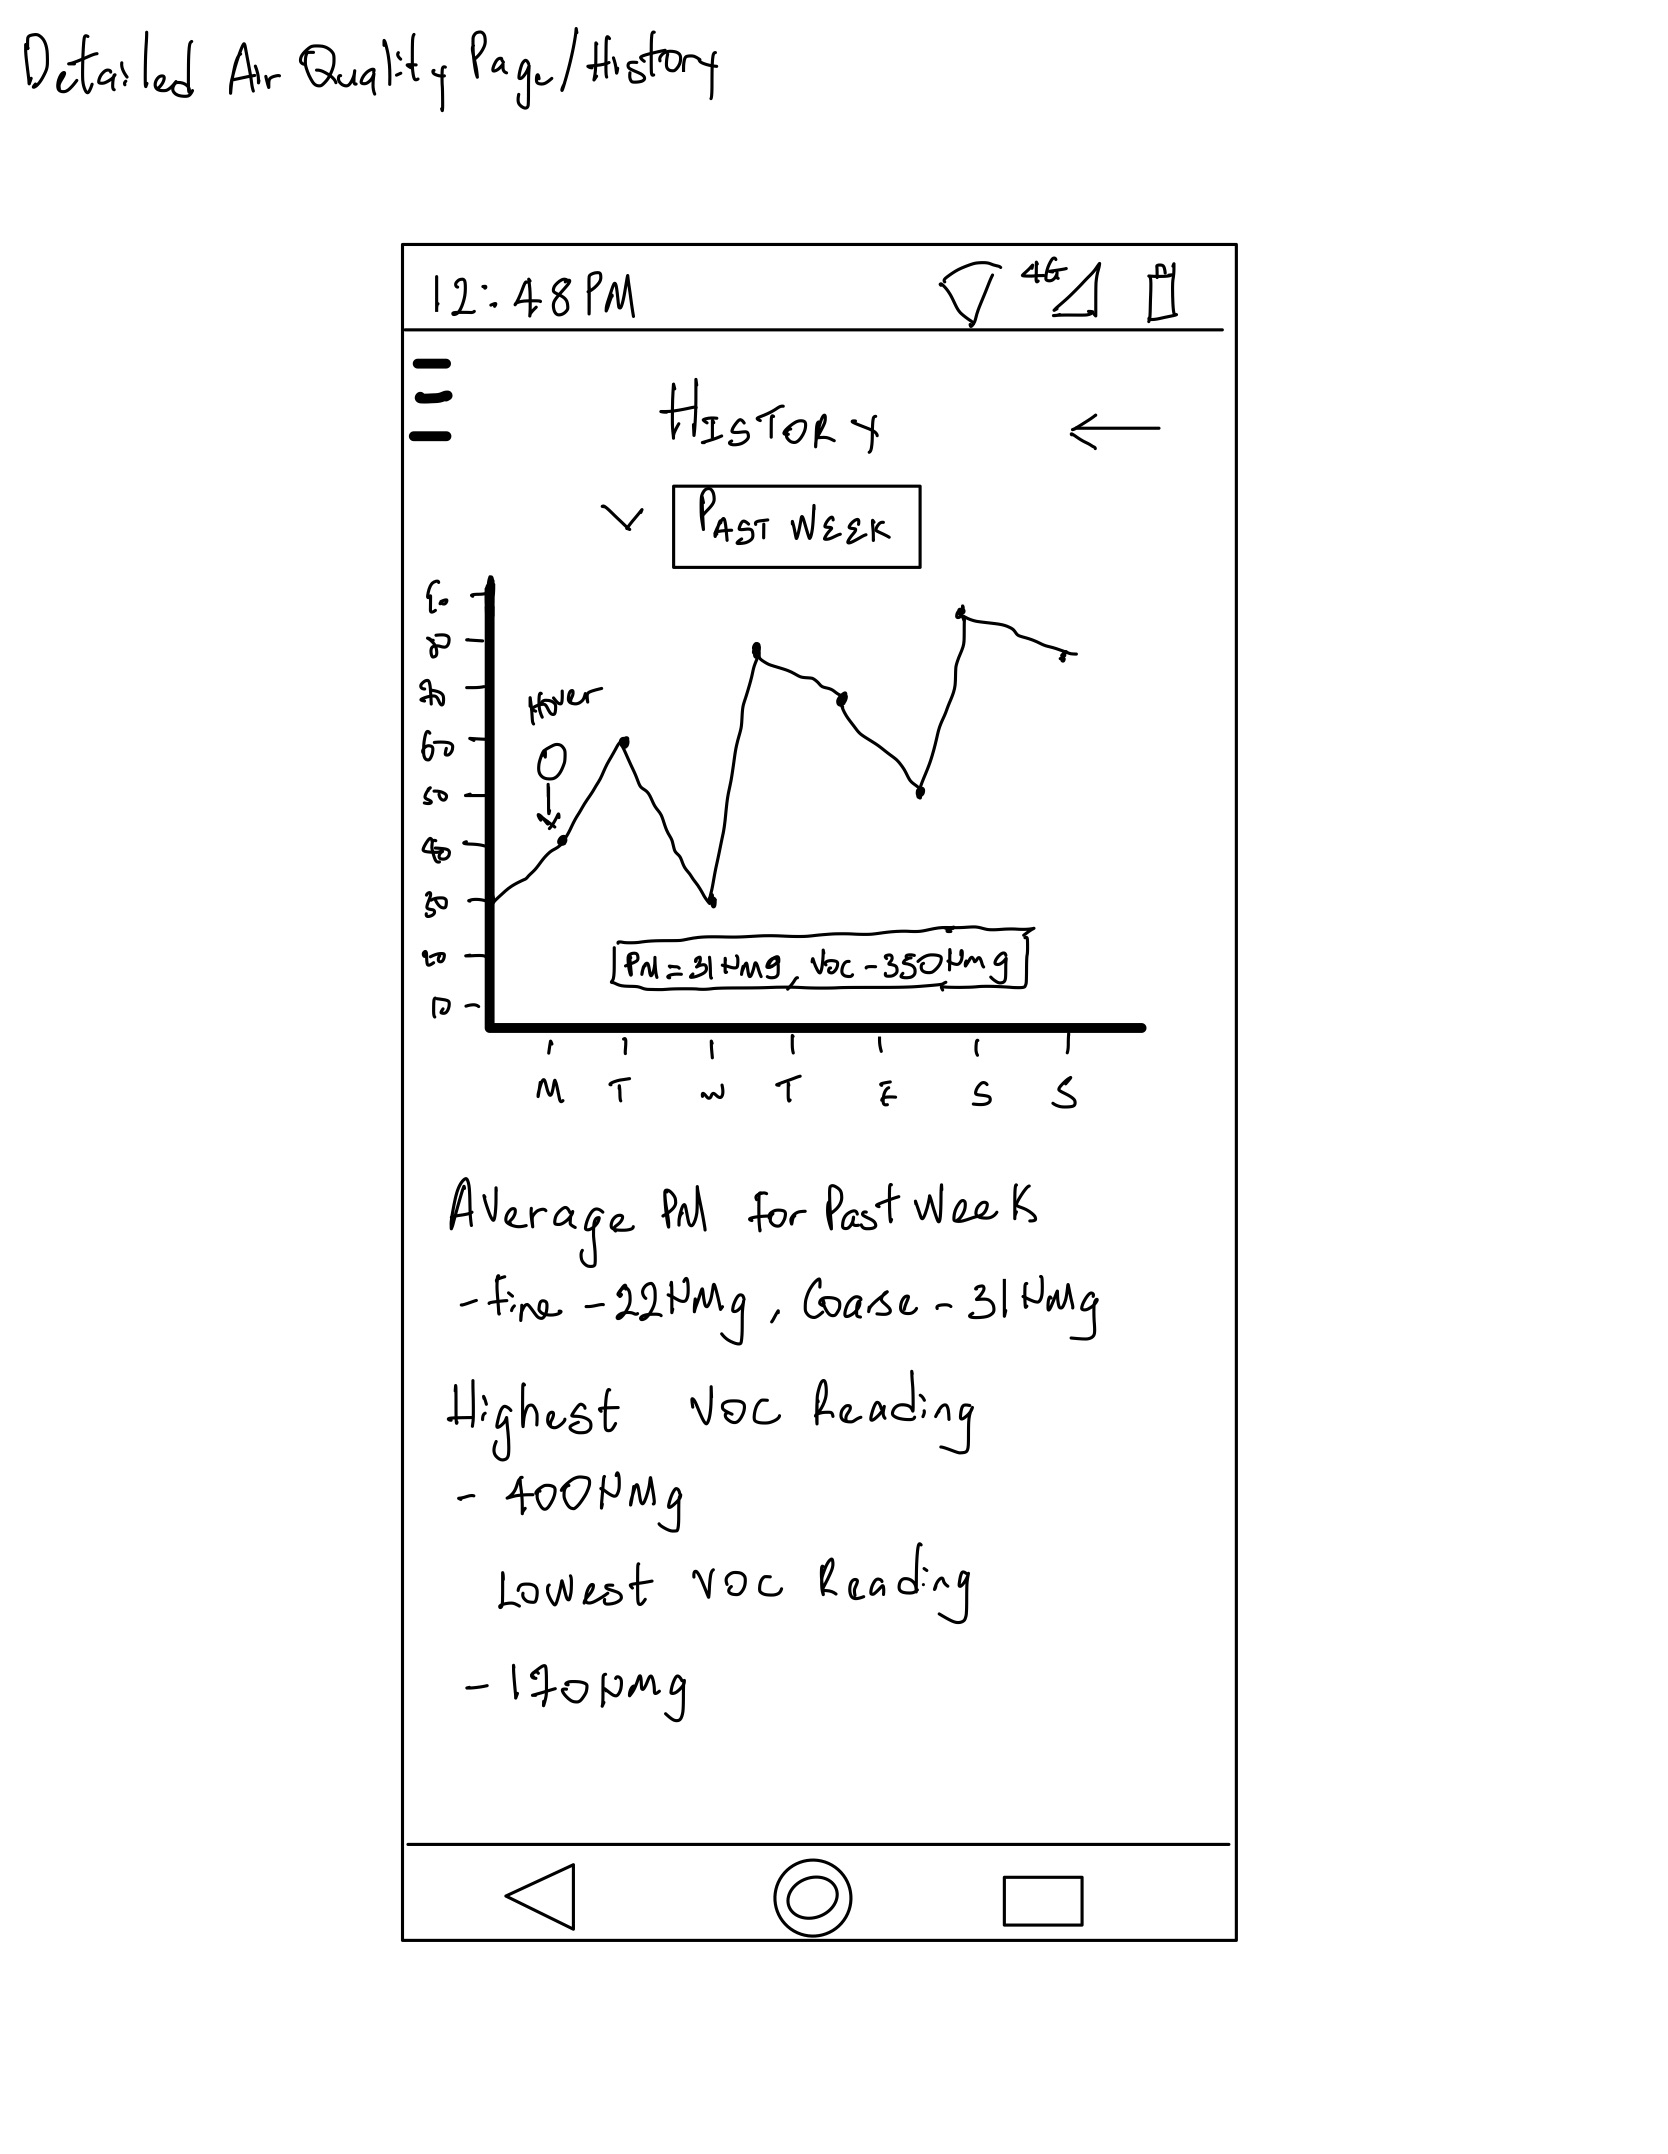 Detailed Air Quality Page/History
12:48PM
4G
HISTORY
PAST WEEK
90
80
70
Hover
60
50
40
30
20
10
PM=31µmg, VOC-350µmg
M T W T F S S
Average PM for Past Week
-fine -22µmg, Coarse-31µmg
Highest VOC Reading
- 400µmg
Lowest VOC Reading
- 170µmg